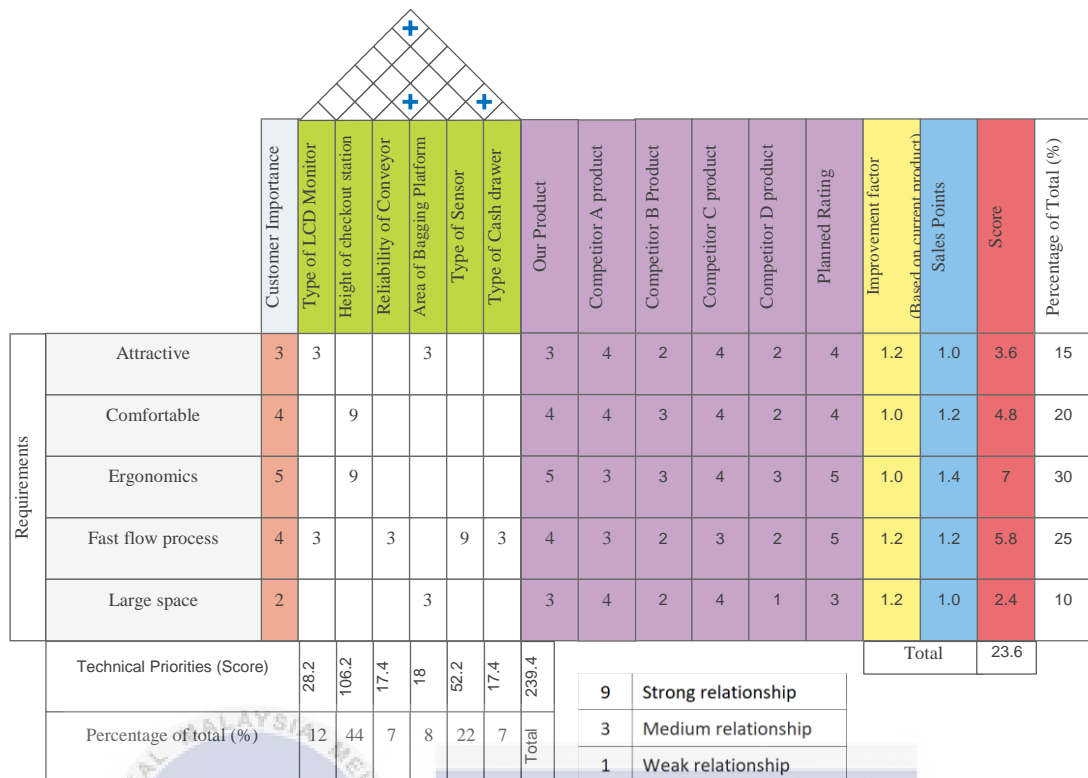 Customer Importance
Type of LCD Monitor
Height of checkout station
Reliability of Conveyor
Area of Bagging Platform
Type of Sensor
Type of Cash drawer
Our Product
Competitor A product
Competitor B Product
Competitor C product
Competitor D product
Planned Rating
Improvement factor
(Based on current product)
Sales Points
Score
Percentage of Total (%)
Requirements
Attractive 3 3 3 3 4 2 4 2 4 1.2 1.0 3.6 15
Comfortable 4 9 4 4 3 4 2 4 1.0 1.2 4.8 20
Ergonomics 5 9 5 3 3 4 3 5 1.0 1.4 7 30
Fast flow process 4 3 3 9 3 4 3 2 3 2 5 1.2 1.2 5.8 25
Large space 2 3 3 4 2 4 1 3 1.2 1.0 2.4 10
Total 23.6
Technical Priorities (Score) 28.2 106.2 17.4 18 52.2 17.4 239.4
Percentage of total (%) 12 44 7 8 22 7 Total
9 Strong relationship
3 Medium relationship
1 Weak relationship
MALAYSIA